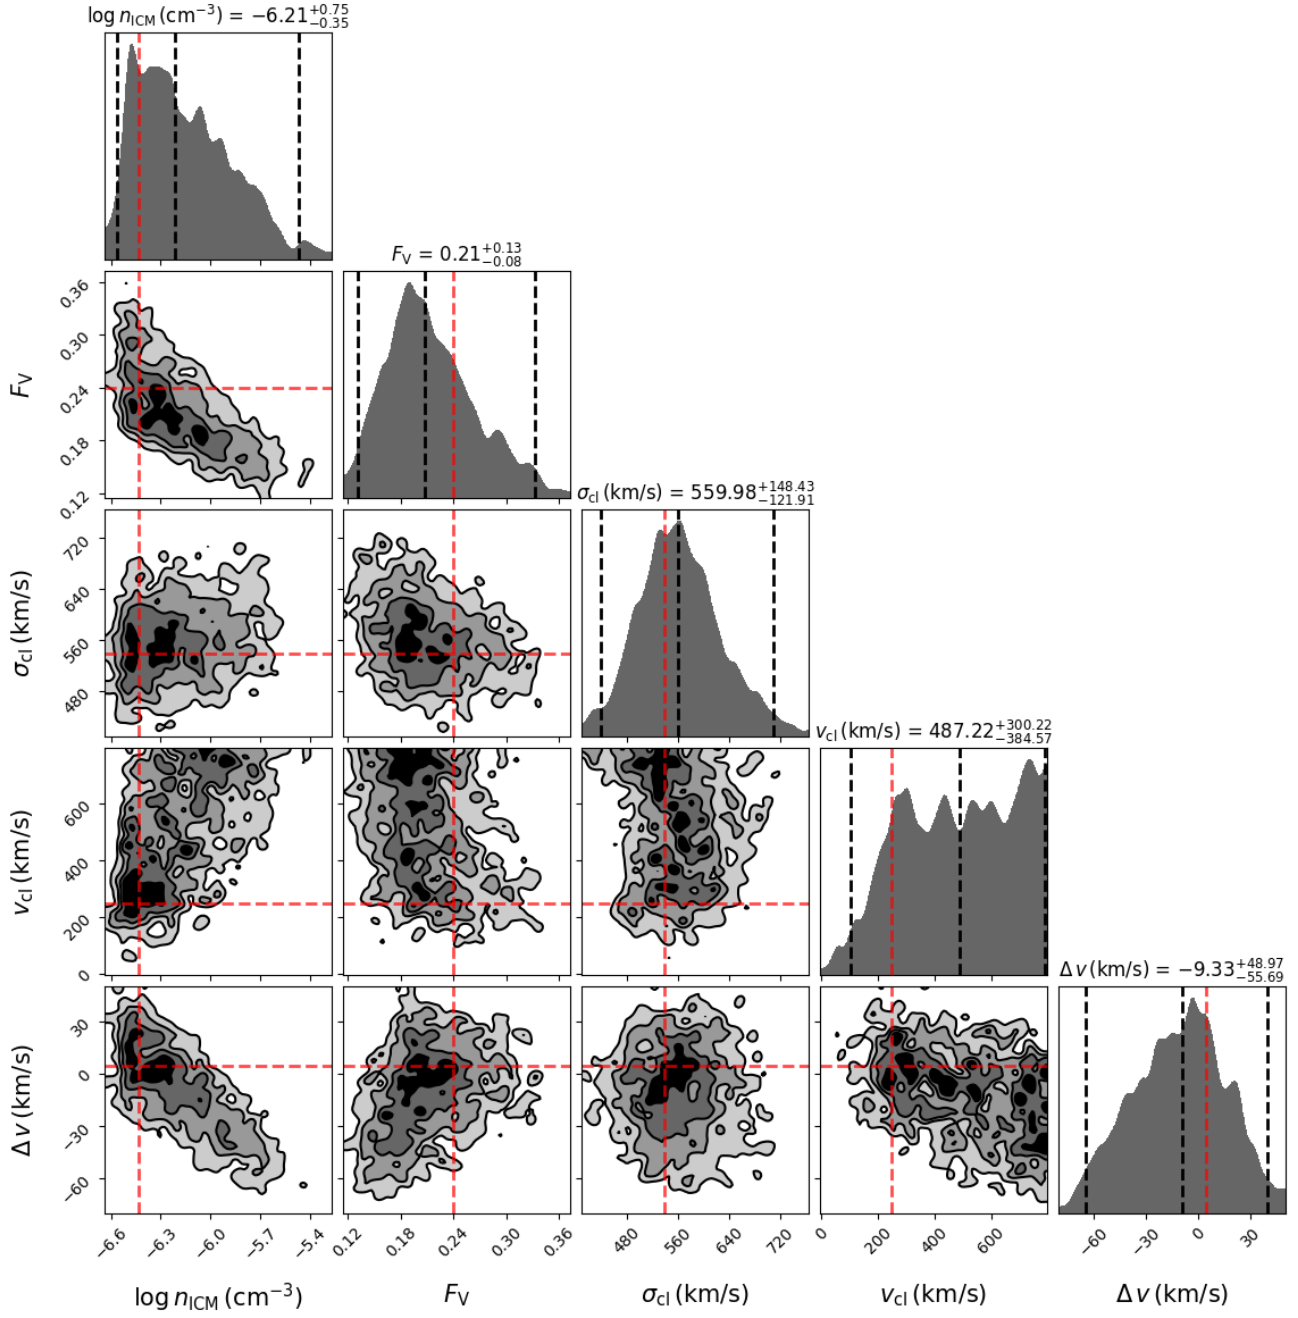 log n_ICM (cm⁻³) = −6.21 +0.75 −0.35
F_V = 0.21 +0.13 −0.08
0.36
0.30
0.24
0.18
0.12
F_V
σ_cl (km/s) = 559.98 +148.43 −121.91
720
640
560
480
σ_cl (km/s)
v_cl (km/s) = 487.22 +300.22 −384.57
600
400
200
0
v_cl (km/s)
Δ v (km/s) = −9.33 +48.97 −55.69
30
0
−30
−60
Δ v (km/s)
−6.6 −6.3 −6.0 −5.7 −5.4 0.12 0.18 0.24 0.30 0.36 480 560 640 720 0 200 400 600 −60 −30 0 30
log n_ICM (cm⁻³) F_V σ_cl (km/s) v_cl (km/s) Δ v (km/s)